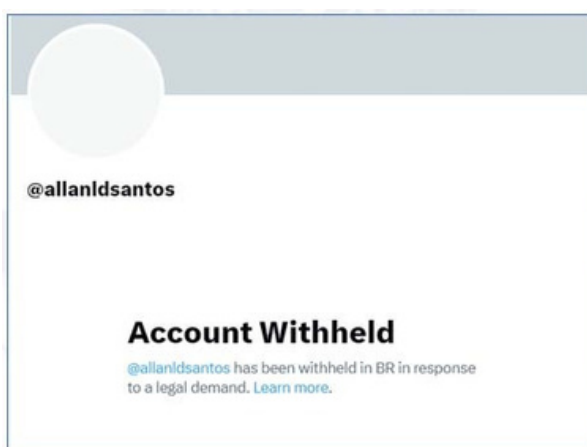 @allanldsantos
Account Withheld
@allanldsantos has been withheld in BR in response
to a legal demand. Learn more.